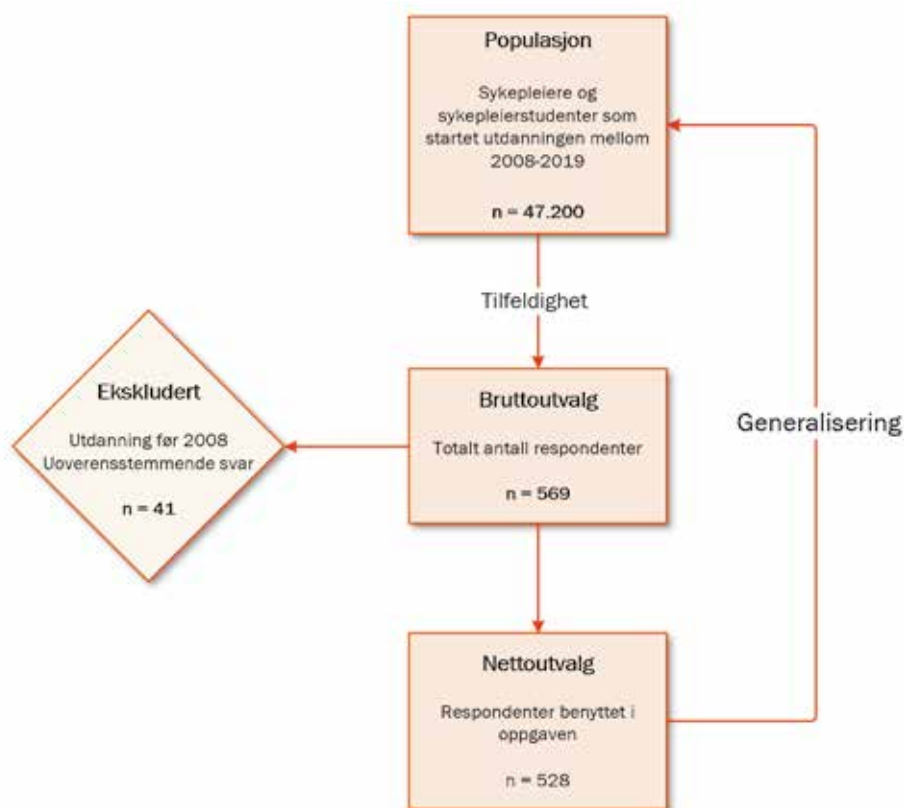 Populasjon
Sykepleiere og
sykepleierstudenter som
startet utdanningen mellom
2008-2019
n = 47.200
Tilfeldighet
Ekskludert
Utdanning før 2008
Uoverensstemmende svar
n = 41
Bruttoutvalg
Totalt antall respondenter
n = 569
Generalisering
Nettoutvalg
Respondenter benyttet i
oppgaven
n = 528